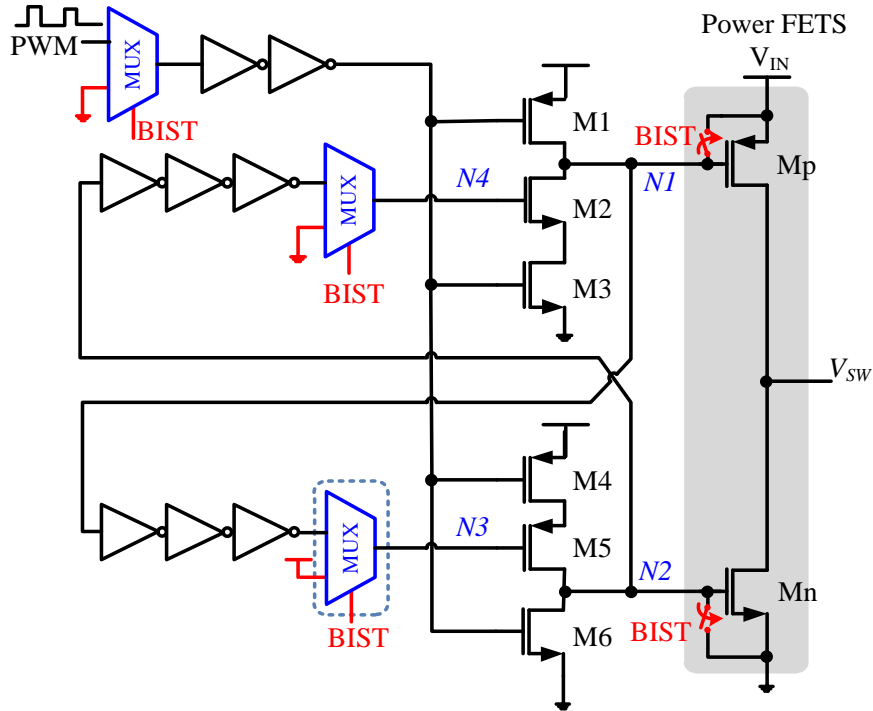 Power FETS
V_IN
PWM
MUX
BIST
M1
BIST
Mp
N4
N1
MUX
M2
BIST
M3
V_SW
M4
N3
M5
MUX
N2
Mn
BIST
M6
BIST